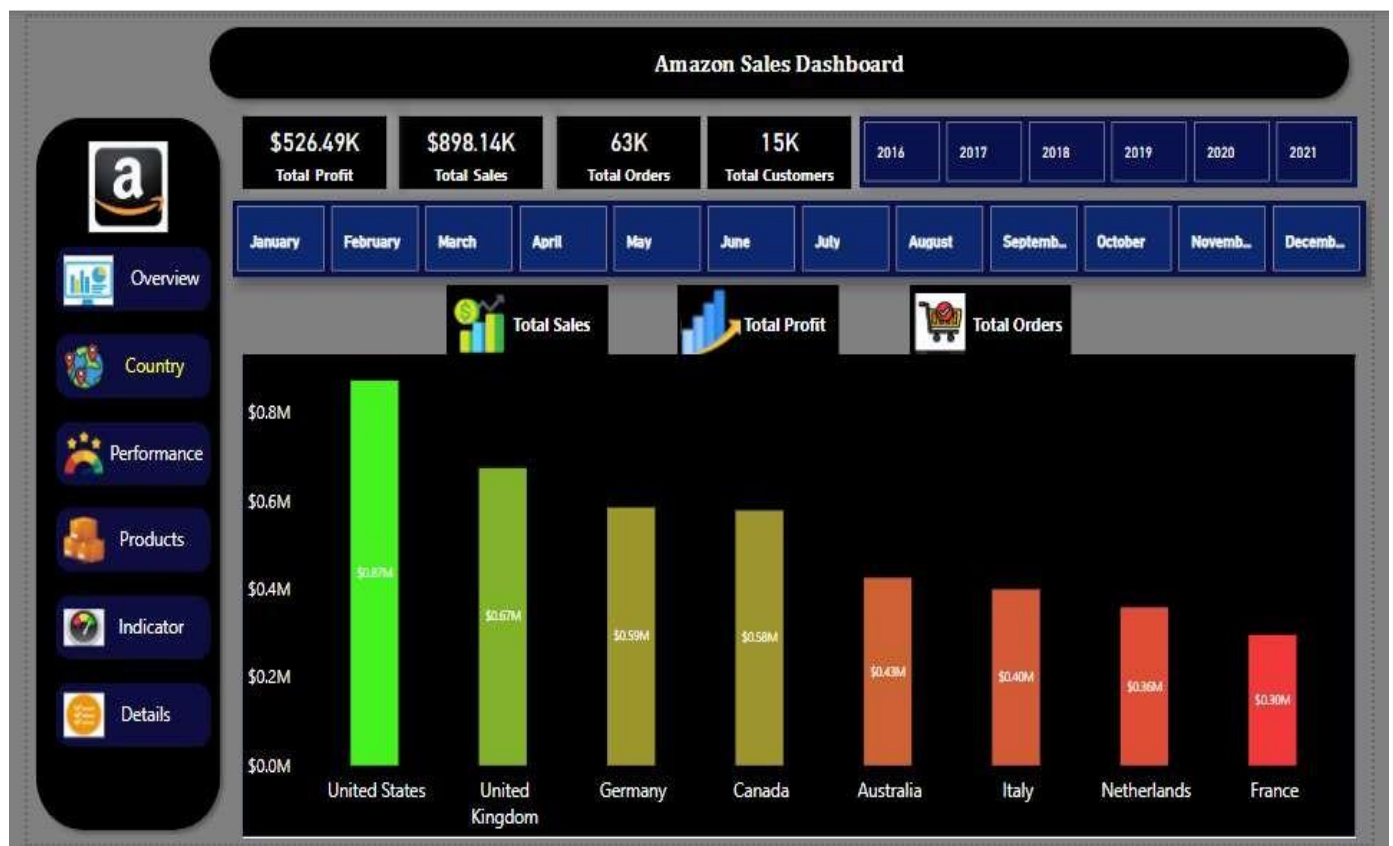 Amazon Sales Dashboard
$526.49K
Total Profit
$898.14K
Total Sales
63K
Total Orders
15K
Total Customers
2016
2017
2018
2019
2020
2021
January
February
March
April
May
June
July
August
Septemb...
October
Novemb...
Decemb...
a
Overview
Country
Performance
Products
Indicator
Details
Total Sales
Total Profit
Total Orders
$0.8M
$0.6M
$0.4M
$0.2M
$0.0M
$0.87M
$0.67M
$0.59M
$0.58M
$0.43M
$0.40M
$0.36M
$0.30M
United States
United
Kingdom
Germany
Canada
Australia
Italy
Netherlands
France